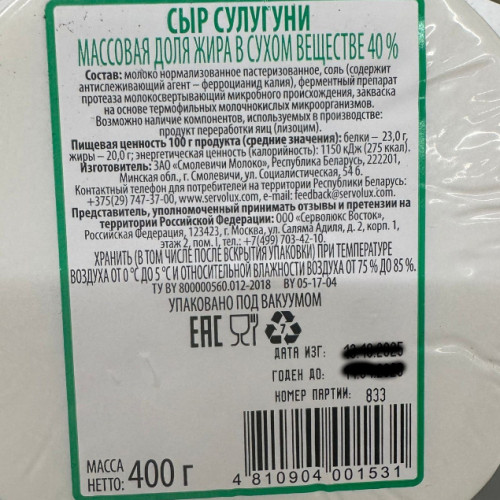 СЫР СУЛУГУНИ
МАССОВАЯ ДОЛЯ ЖИРА В СУХОМ ВЕЩЕСТВЕ 40 %
Состав: молоко нормализованное пастеризованное, соль (содержит
антислеживающий агент – ферроцианид калия), ферментный препарат
протеаза молокосвертывающий микробного происхождения, закваска
на основе термофильных молочнокислых микроорганизмов.
Возможно наличие компонентов, используемых в производстве:
продукт переработки яиц (лизоцим).
Пищевая ценность 100 г продукта (средние значения): белки – 23,0 г,
жиры – 20,0 г; энергетическая ценность (калорийность): 1150 кДж (275 ккал).
Изготовитель: ЗАО «Смолевичи Молоко», Республика Беларусь, 222201,
Минская обл., г. Смолевичи, ул. Социалистическая, 54 б.
Контактный телефон для потребителей на территории Республики Беларусь:
+375(29) 747-37-00, www.servolux.com, e-mail: feedback@servolux.com.
Представитель, уполномоченный принимать отзывы и претензии на
территории Российской Федерации: ООО «Серволюкс Восток»,
Российская Федерация, 123423, г. Москва, ул. Саляма Адиля, д. 2, корп. 1,
этаж 2, пом. I, тел.: +7(499) 703-42-10.
ХРАНИТЬ (В ТОМ ЧИСЛЕ ПОСЛЕ ВСКРЫТИЯ УПАКОВКИ) ПРИ ТЕМПЕРАТУРЕ
ВОЗДУХА ОТ 0 °С ДО 5 °С И ОТНОСИТЕЛЬНОЙ ВЛАЖНОСТИ ВОЗДУХА ОТ 75 % ДО 85 %.
ТУ BY 800000560.012-2018 BY 05-17-04
УПАКОВАНО ПОД ВАКУУМОМ
ЕАС 7
ДАТА ИЗГ:
ГОДЕН ДО:
НОМЕР ПАРТИИ: 833
МАССА
НЕТТО: 400 г
4 810904 001531